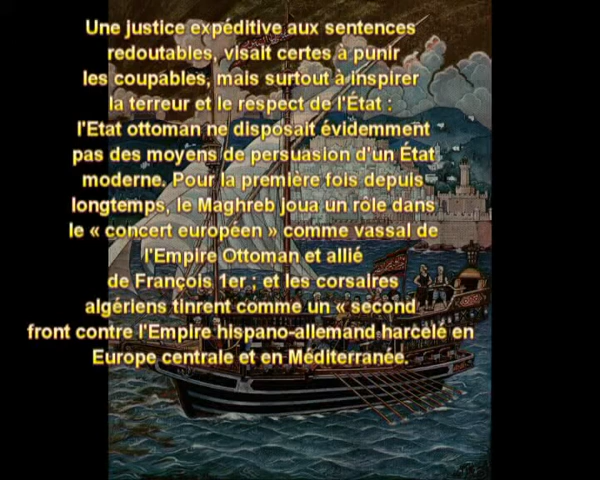 Une justice expéditive aux sentences
redoutables, visait certes à punir
les coupables, mais surtout à inspirer
la terreur et le respect de l'État :
l'Etat ottoman ne disposait évidemment
pas des moyens de persuasion d'un État
moderne. Pour la première fois depuis
longtemps, le Maghreb joua un rôle dans
le « concert européen » comme vassal de
l'Empire Ottoman et allié
de François 1er ; et les corsaires
algériens tinrent comme un « second
front contre l'Empire hispano-allemand harcelé en
Europe centrale et en Méditerranée.